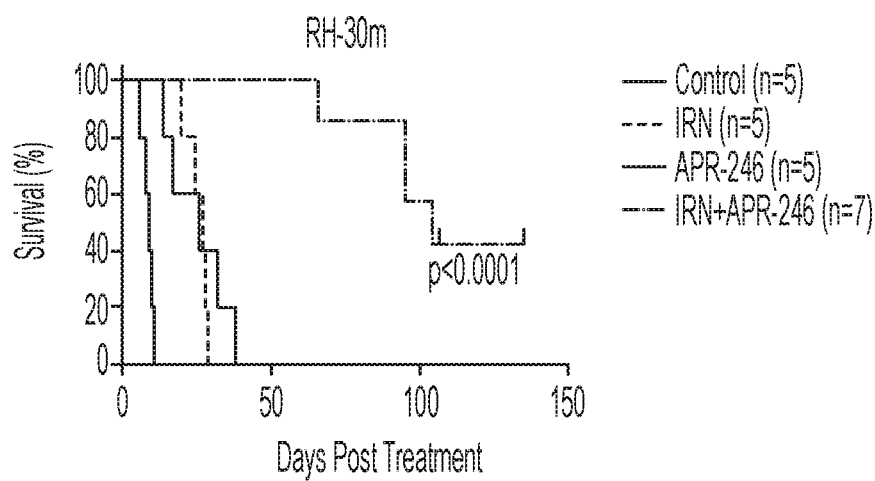 RH-30m
Survival (%)
100
80
60
40
20
0
0
50
100
150
Days Post Treatment
p<0.0001
Control (n=5)
IRN (n=5)
APR-246 (n=5)
IRN+APR-246 (n=7)